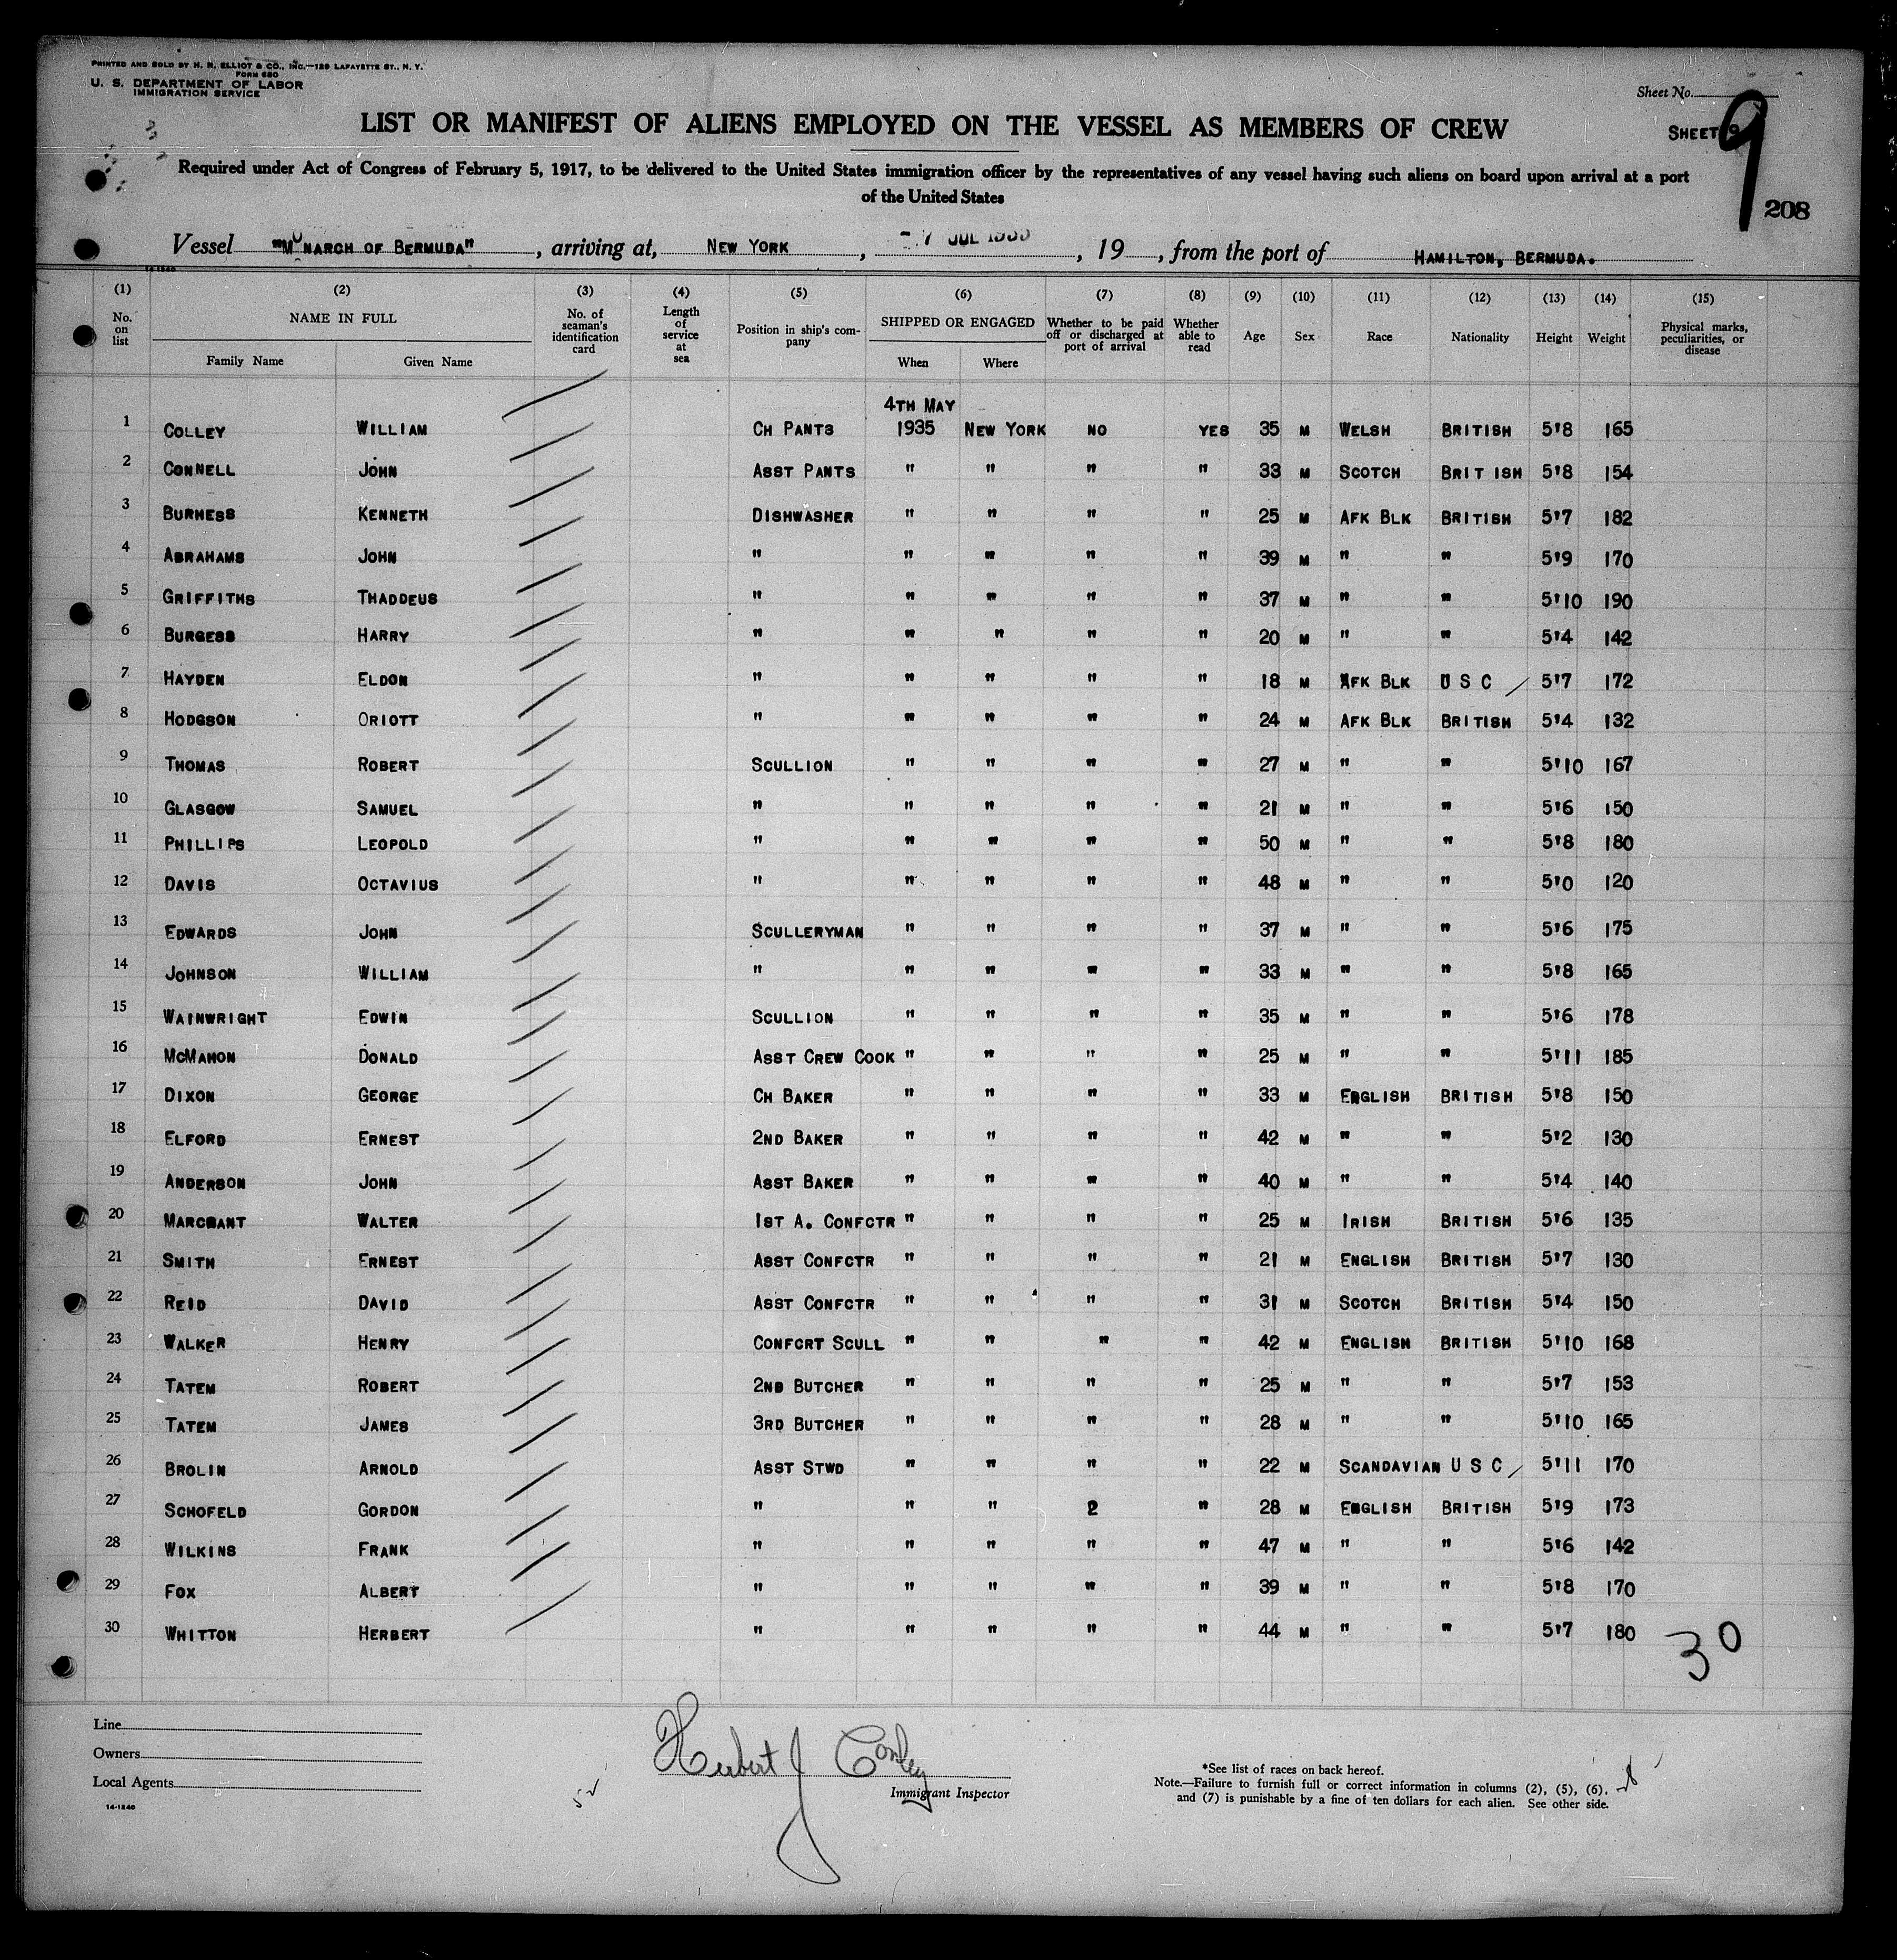 PRINTED AND SOLD BY H. N. ELLIOT & CO., INC.—129 LAFAYETTE ST., N. Y.
FORM 680
U. S. DEPARTMENT OF LABOR
IMMIGRATION SERVICE
Sheet No.
LIST OR MANIFEST OF ALIENS EMPLOYED ON THE VESSEL AS MEMBERS OF CREW
SHEET 9
Required under Act of Congress of February 5, 1917, to be delivered to the United States immigration officer by the representatives of any vessel having such aliens on board upon arrival at a port
of the United States
208
Vessel "MONARCH OF BERMUDA", arriving at, NEW YORK, - 7 JUL 1935, 19 , from the port of HAMILTON, BERMUDA.
14-1240
(1) (2) (3) (4) (5) (6) (7) (8) (9) (10) (11) (12) (13) (14) (15)
No. on list NAME IN FULL Family Name Given Name No. of seaman's identification card Length of service at sea Position in ship's company SHIPPED OR ENGAGED When Where Whether to be paid off or discharged at port of arrival Whether able to read Age Sex Race Nationality Height Weight Physical marks, peculiarities, or disease
4TH MAY
1 COLLEY WILLIAM CH PANTS 1935 NEW YORK NO YES 35 M WELSH BRITISH 5'8 165
2 CONNELL JOHN ASST PANTS " " " " 33 M SCOTCH BRIT ISH 5'8 154
3 BURNESS KENNETH DISHWASHER " " " " 25 M AFK BLK BRITISH 5'7 182
4 ABRAHAMS JOHN " " " " " 39 M " " 5'9 170
5 GRIFFITHS THADDEUS " " " " " 37 M " " 5'10 190
6 BURGESS HARRY " " " " " 20 M " " 5'4 142
7 HAYDEN ELDON " " " " " 18 M AFK BLK U S C 5'7 172
8 HODGSON ORIOTT " " " " " 24 M AFK BLK BRITISH 5'4 132
9 THOMAS ROBERT SCULLION " " " " 27 M " " 5'10 167
10 GLASGOW SAMUEL " " " " " 21 M " " 5'6 150
11 PHILLIPS LEOPOLD " " " " " 50 M " " 5'8 180
12 DAVIS OCTAVIUS " " " " " 48 M " " 5'0 120
13 EDWARDS JOHN SCULLERYMAN " " " " 37 M " " 5'6 175
14 JOHNSON WILLIAM " " " " " 33 M " " 5'8 165
15 WAINWRIGHT EDWIN SCULLION " " " " 35 M " " 5'6 178
16 MCMAHON DONALD ASST CREW COOK " " " " 25 M " " 5'11 185
17 DIXON GEORGE CH BAKER " " " " 33 M ENGLISH BRITISH 5'8 150
18 ELFORD ERNEST 2ND BAKER " " " " 42 M " " 5'2 130
19 ANDERSON JOHN ASST BAKER " " " " 40 M " " 5'4 140
20 MARCHANT WALTER 1ST A. CONFCTR " " " " 25 M IRISH BRITISH 5'6 135
21 SMITH ERNEST ASST CONFCTR " " " " 21 M ENGLISH BRITISH 5'7 130
22 REID DAVID ASST CONFCTR " " " " 31 M SCOTCH BRITISH 5'4 150
23 WALKER HENRY CONFCRT SCULL " " " " 42 M ENGLISH BRITISH 5'10 168
24 TATEM ROBERT 2ND BUTCHER " " " " 25 M " " 5'7 153
25 TATEM JAMES 3RD BUTCHER " " " " 28 M " " 5'10 165
26 BROLIN ARNOLD ASST STWD " " " " 22 M SCANDAVIAN U S C 5'11 170
27 SCHOFELD GORDON " " " 2 " 28 M ENGLISH BRITISH 5'9 173
28 WILKINS FRANK " " " " " 47 M " " 5'6 142
29 FOX ALBERT " " " " " 39 M " " 5'8 170
30 WHITTON HERBERT " " " " " 44 M " " 5'7 180
30
Line
Owners
Local Agents
14-1240
Herbert J Conley
Immigrant Inspector
*See list of races on back hereof.
Note.—Failure to furnish full or correct information in columns (2), (5), (6),
and (7) is punishable by a fine of ten dollars for each alien. See other side.